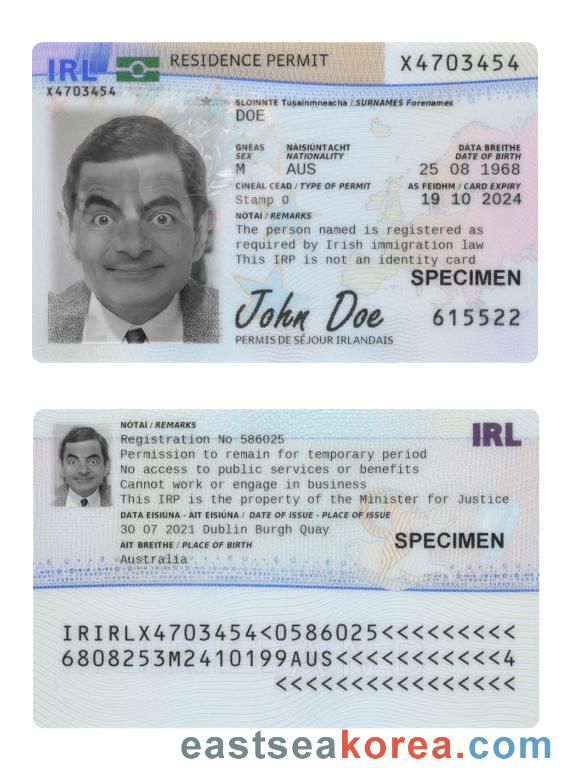 IRL
RESIDENCE PERMIT
X4703454
X4703454
SLOINNTE Túsainmneacha / SURNAMES Forenames
DOE
GNÉAS NÁISIÚNTACHT DÁTA BREITHE
SEX NATIONALITY DATE OF BIRTH
M AUS 25 08 1968
CINEÁL CEAD / TYPE OF PERMIT AS FEIDHM / CARD EXPIRY
Stamp 0 19 10 2024
NÓTAÍ / REMARKS
The person named is registered as
required by Irish immigration law
This IRP is not an identity card
SPECIMEN
John Doe 615522
PERMIS DE SÉJOUR IRLANDAIS
NÓTAÍ / REMARKS
IRL
Registration No 586025
Permission to remain for temporary period
No access to public services or benefits
Cannot work or engage in business
This IRP is the property of the Minister for Justice
DÁTA EISIÚNA - ÁIT EISIÚNA / DATE OF ISSUE - PLACE OF ISSUE
30 07 2021 Dublin Burgh Quay
SPECIMEN
ÁIT BREITHE / PLACE OF BIRTH
Australia
IRIRLX4703454<0586025<<<<<<<<<
6808253M2410199AUS<<<<<<<<<<<4
<<<<<<<<<<<<<<<<
eastseakorea.com